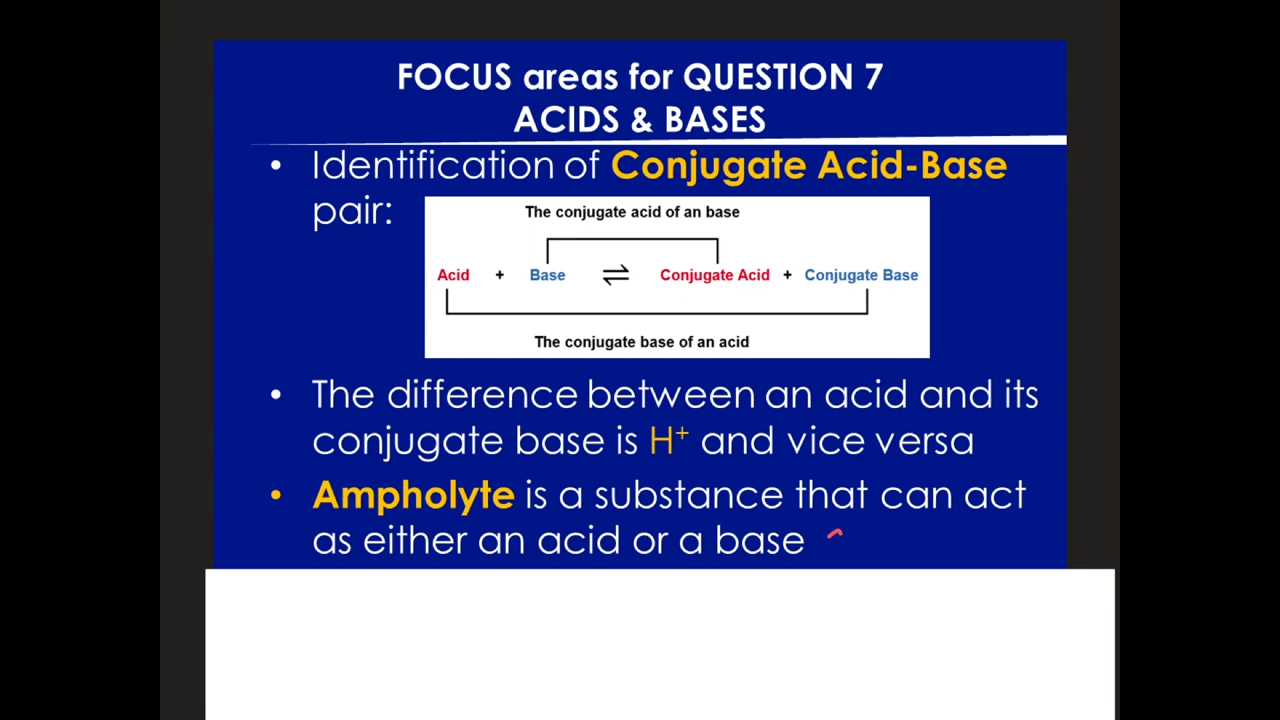 FOCUS areas for QUESTION 7
ACIDS & BASES
• Identification of Conjugate Acid-Base
pair:
The conjugate acid of an base
Acid + Base ⇌ Conjugate Acid + Conjugate Base
The conjugate base of an acid
• The difference between an acid and its
conjugate base is H⁺ and vice versa
• Ampholyte is a substance that can act
as either an acid or a base